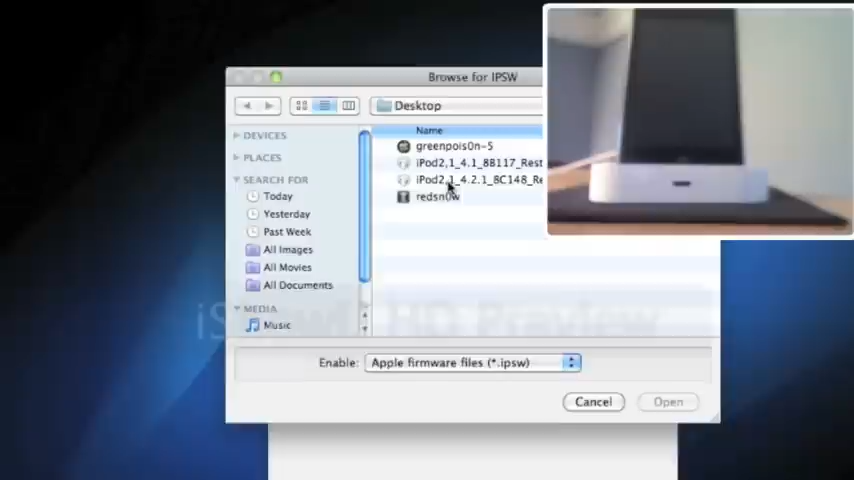 Browse for IPSW
Desktop
DEVICES
PLACES
SEARCH FOR
Today
Yesterday
Past Week
All Images
All Movies
All Documents
MEDIA
Music
Name
greenpois0n-5
iPod2,1_4.1_8B117_Rest
iPod2,1_4.2.1_8C148_Re
redsn0w
HD Preview
Enable: Apple firmware files (*.ipsw)
Cancel
Open